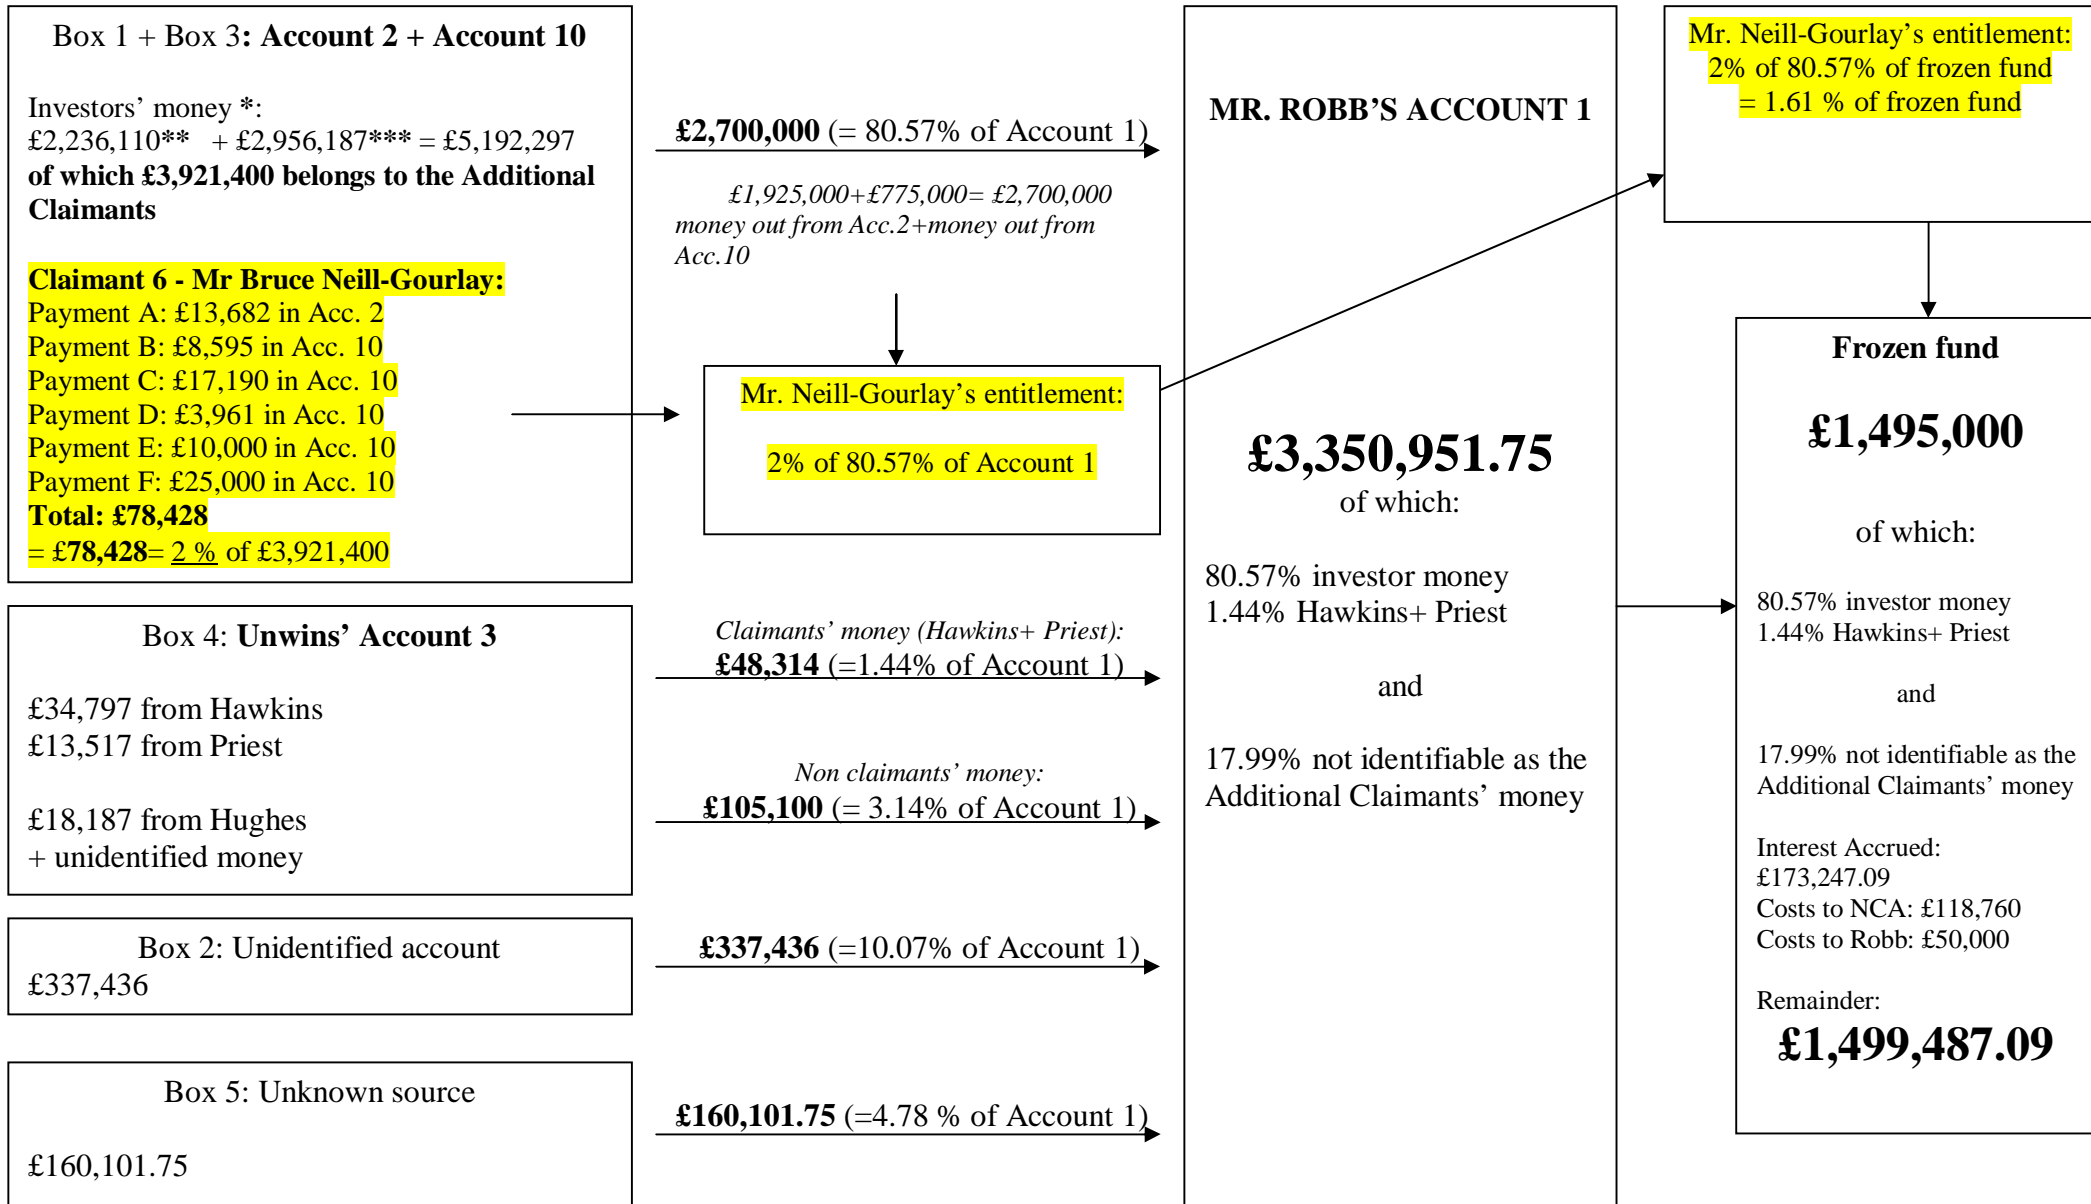 Box 1 + Box 3: Account 2 + Account 10
Investors’ money *:
£2,236,110** + £2,956,187*** = £5,192,297
of which £3,921,400 belongs to the Additional
Claimants
Claimant 6 - Mr Bruce Neill-Gourlay:
Payment A: £13,682 in Acc. 2
Payment B: £8,595 in Acc. 10
Payment C: £17,190 in Acc. 10
Payment D: £3,961 in Acc. 10
Payment E: £10,000 in Acc. 10
Payment F: £25,000 in Acc. 10
Total: £78,428
= £78,428= 2 % of £3,921,400
£2,700,000 (= 80.57% of Account 1)
£1,925,000+£775,000= £2,700,000
money out from Acc.2+money out from
Acc.10
Mr. Neill-Gourlay’s entitlement:
2% of 80.57% of Account 1
Box 4: Unwins’ Account 3
£34,797 from Hawkins
£13,517 from Priest
£18,187 from Hughes
+ unidentified money
Claimants’ money (Hawkins+ Priest):
£48,314 (=1.44% of Account 1)
Non claimants’ money:
£105,100 (= 3.14% of Account 1)
Box 2: Unidentified account
£337,436
£337,436 (=10.07% of Account 1)
Box 5: Unknown source
£160,101.75
£160,101.75 (=4.78 % of Account 1)
MR. ROBB’S ACCOUNT 1
£3,350,951.75
of which:
80.57% investor money
1.44% Hawkins+ Priest
and
17.99% not identifiable as the
Additional Claimants’ money
Mr. Neill-Gourlay’s entitlement:
2% of 80.57% of frozen fund
= 1.61 % of frozen fund
Frozen fund
£1,495,000
of which:
80.57% investor money
1.44% Hawkins+ Priest
and
17.99% not identifiable as the
Additional Claimants’ money
Interest Accrued:
£173,247.09
Costs to NCA: £118,760
Costs to Robb: £50,000
Remainder:
£1,499,487.09